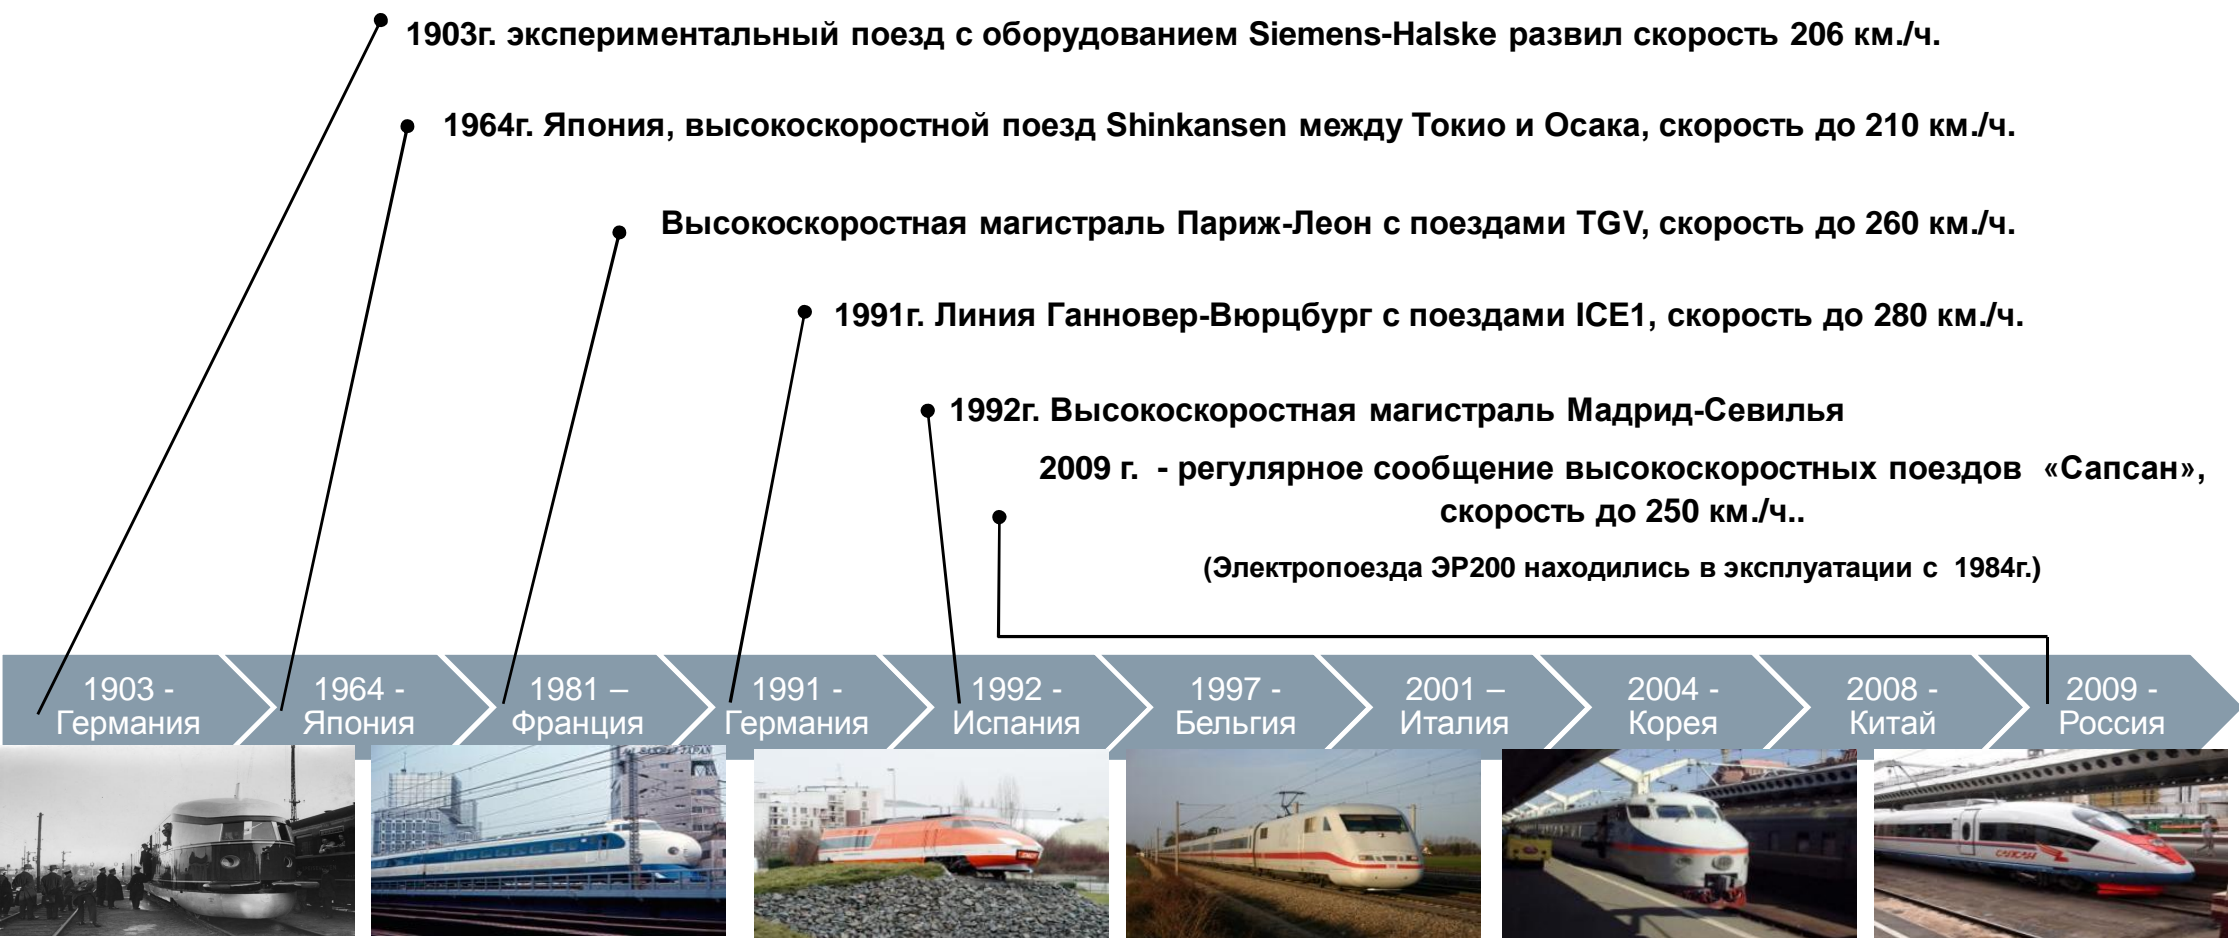 1903г. экспериментальный поезд с оборудованием Siemens-Halske развил скорость 206 км./ч.
1964г. Япония, высокоскоростной поезд Shinkansen между Токио и Осака, скорость до 210 км./ч.
Высокоскоростная магистраль Париж-Леон с поездами TGV, скорость до 260 км./ч.
1991г. Линия Ганновер-Вюрцбург с поездами ICE1, скорость до 280 км./ч.
1992г. Высокоскоростная магистраль Мадрид-Севилья
2009 г.  - регулярное сообщение высокоскоростных поездов  «Сапсан»,
скорость до 250 км./ч..
(Электропоезда ЭР200 находились в эксплуатации с  1984г.)
1903 -
Германия
1964 -
Япония
1981 –
Франция
1991 -
Германия
1992 -
Испания
1997 -
Бельгия
2001 –
Италия
2004 -
Корея
2008 -
Китай
2009 -
Россия
САПСАН